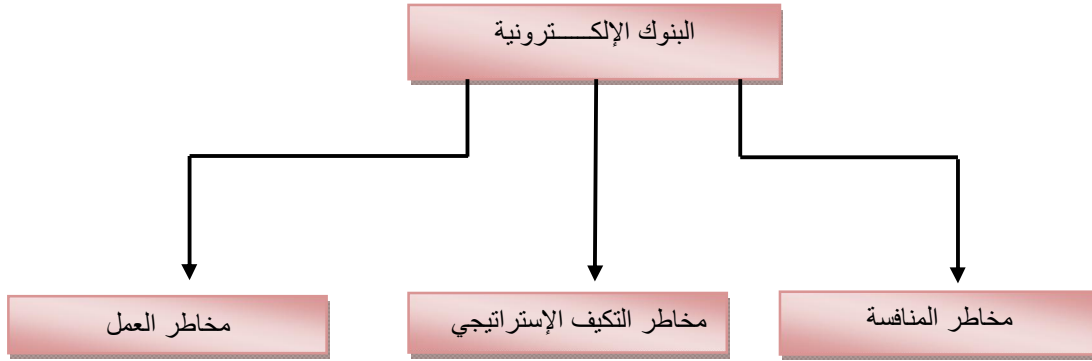 البنوك الإلكـــــترونية
مخاطر المنافسة
مخاطر التكيف الإستراتيجي
مخاطر العمل